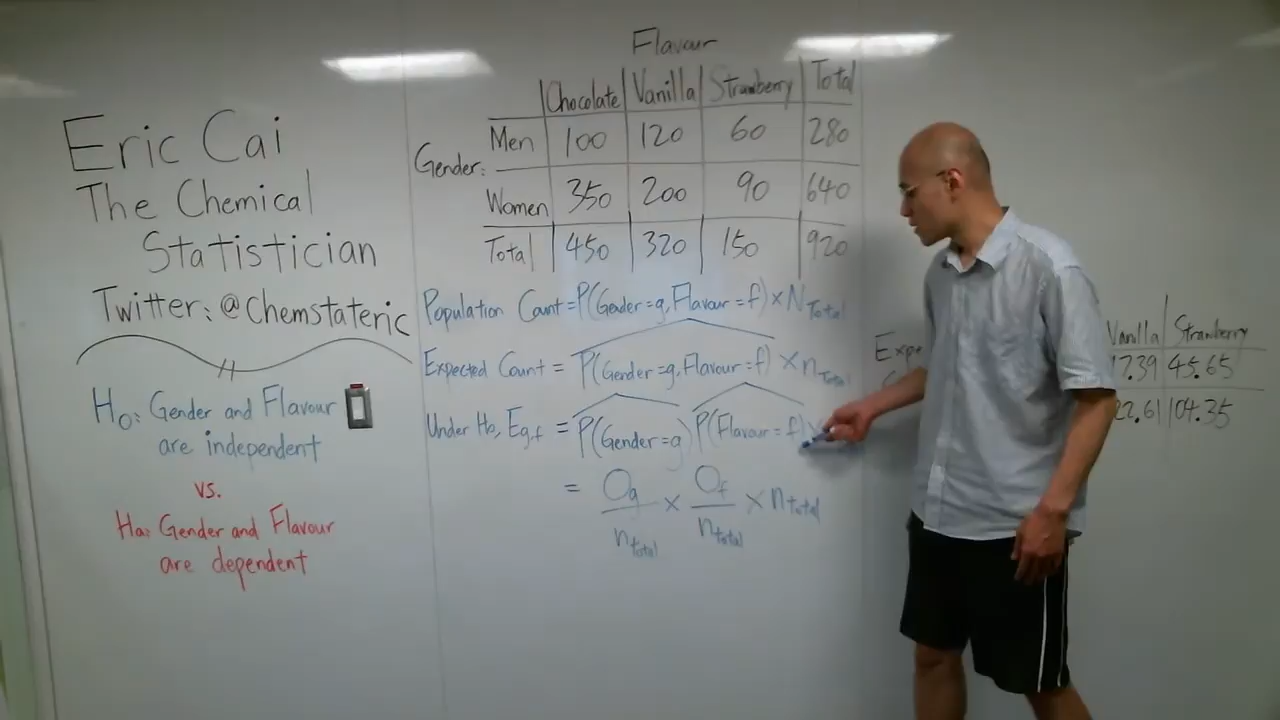 Eric Cai
The Chemical
Statistician
Twitter: @Chemstateric
H0: Gender and Flavour
are independent
vs.
Ha: Gender and Flavour
are dependent
Flavour
Chocolate Vanilla Strawberry Total
Gender:
Men 100 120 60 280
Women 350 200 90 640
Total 450 320 150 920
Population Count = P(Gender = g, Flavour = f) × NTotal
Expected Count = P(Gender = g, Flavour = f) × nTotal
Under H0, Eg,f = P(Gender = g) P(Flavour = f)
= Og/ntotal × Of/ntotal × ntotal
Vanilla Strawberry
45.65
104.35